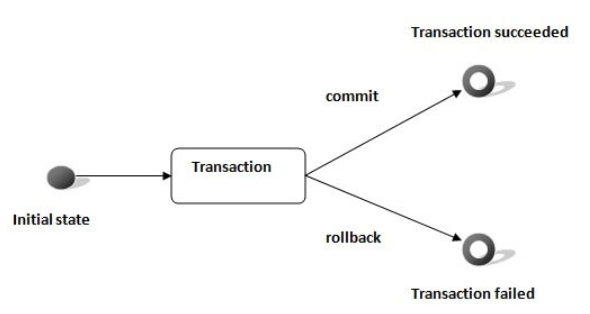 Transaction succeeded
commit
Transaction
Initial state
rollback
Transaction failed